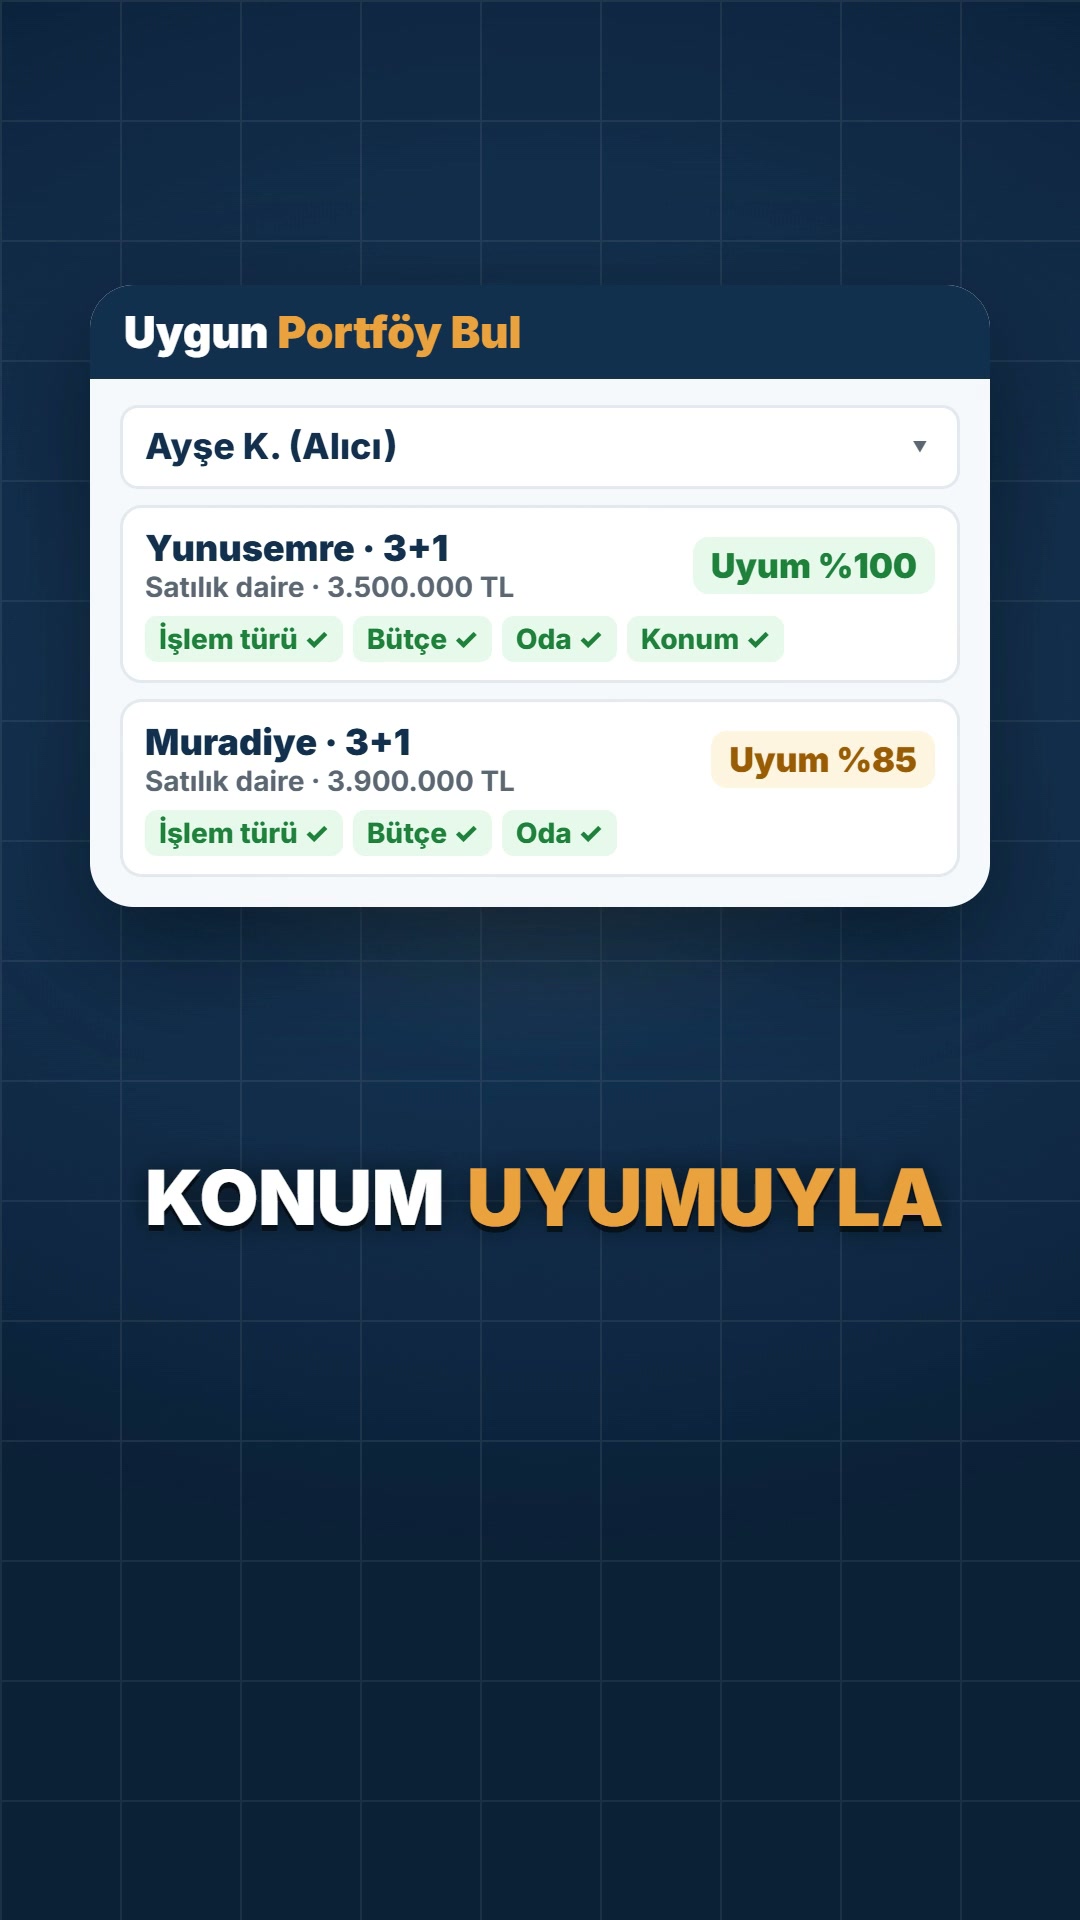 Uygun Portföy Bul
Ayşe K. (Alıcı) ▼
Yunusemre · 3+1
Uyum %100
Satılık daire · 3.500.000 TL
İşlem türü ✓ Bütçe ✓ Oda ✓ Konum ✓
Muradiye · 3+1
Uyum %85
Satılık daire · 3.900.000 TL
İşlem türü ✓ Bütçe ✓ Oda ✓
KONUM UYUMUYLA